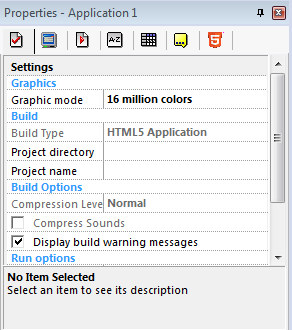 Properties - Application 1
A-Z
Settings
Graphics
Graphic mode 16 million colors
Build
Build Type HTML5 Application
Project directory
Project name
Build Options
Compression Leve Normal
Compress Sounds
Display build warning messages
Run options
No Item Selected
Select an item to see its description